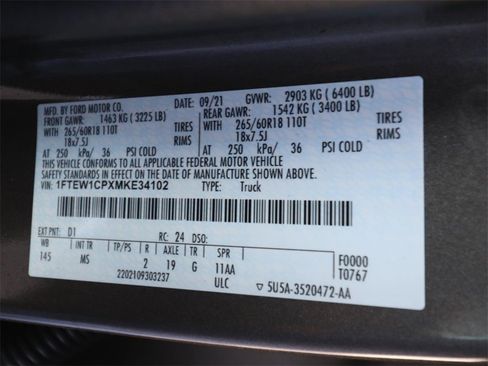 MFD. BY FORD MOTOR CO. DATE: 09/21 GVWR: 2903 KG ( 6400 LB)
FRONT GAWR: 1463 KG ( 3225 LB) REAR GAWR: 1542 KG ( 3400 LB)
265/60R18 110T TIRES 265/60R18 110T TIRES
18x7.5J RIMS 18x7.5J RIMS
AT 250 kPa/ 36 PSI COLD AT 250 kPa/ 36 PSI COLD
THIS VEHICLE CONFORMS TO ALL APPLICABLE FEDERAL MOTOR VEHICLE
SAFETY STANDARDS IN EFFECT ON THE DATE OF MANUFACTURE SHOWN ABOVE.
VIN: 1FTEW1CPXMKE34102 TYPE: Truck
EXT PNT: D1 RC: 24 DSO:
WB INT TR TP/PS R AXLE TR SPR F0000
145 MS 2 19 G 11AA T0767
2202109303237 ULC ▽ 5U5A-3520472-AA